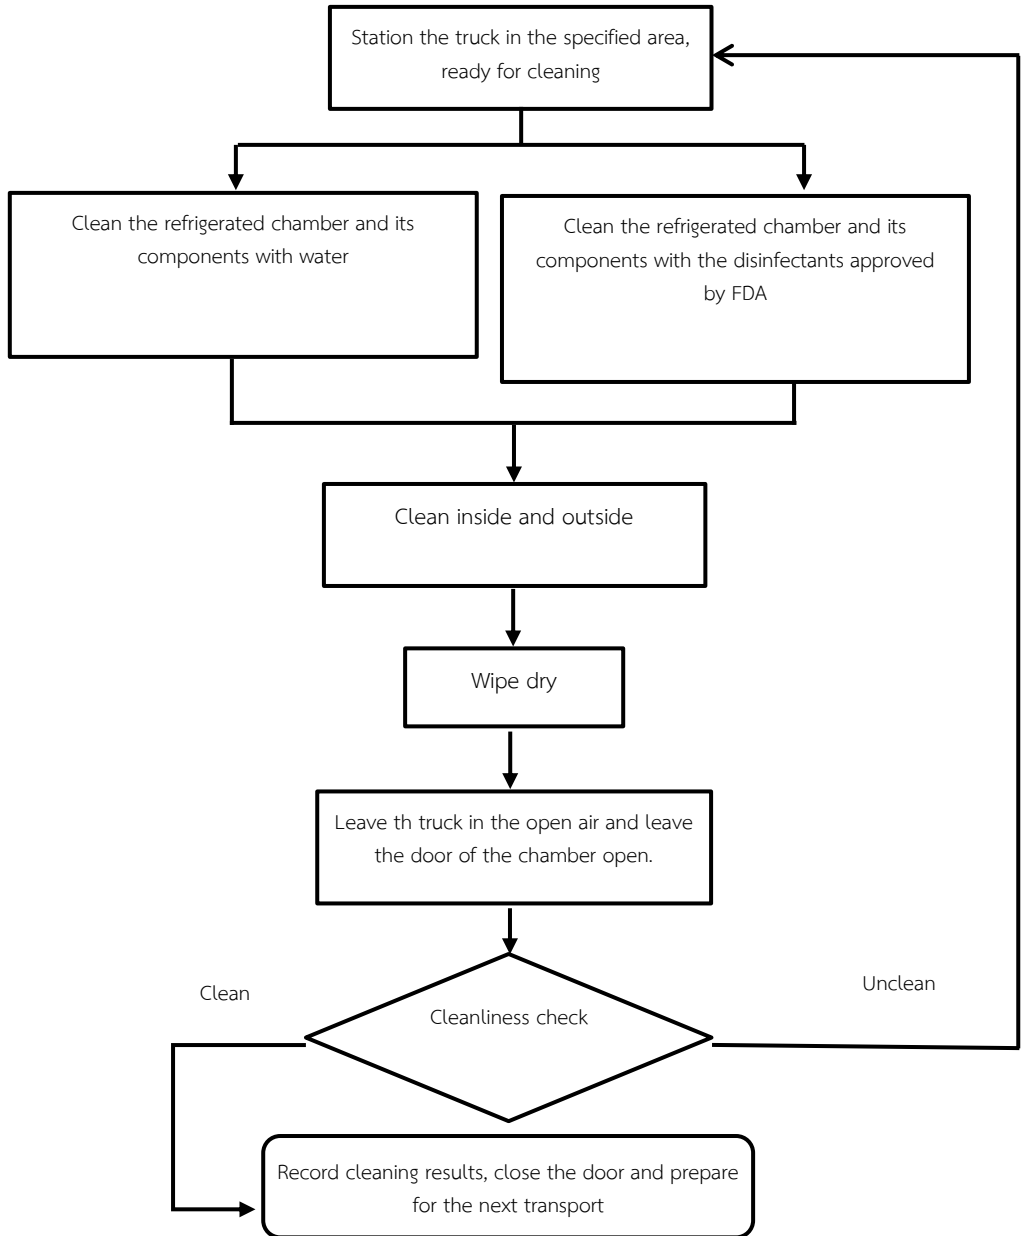 Station the truck in the specified area,
ready for cleaning
Clean the refrigerated chamber and its
components with water
Clean the refrigerated chamber and its
components with the disinfectants approved
by FDA
Clean inside and outside
Wipe dry
Leave th truck in the open air and leave
the door of the chamber open.
Clean
Unclean
Cleanliness check
Record cleaning results, close the door and prepare
for the next transport